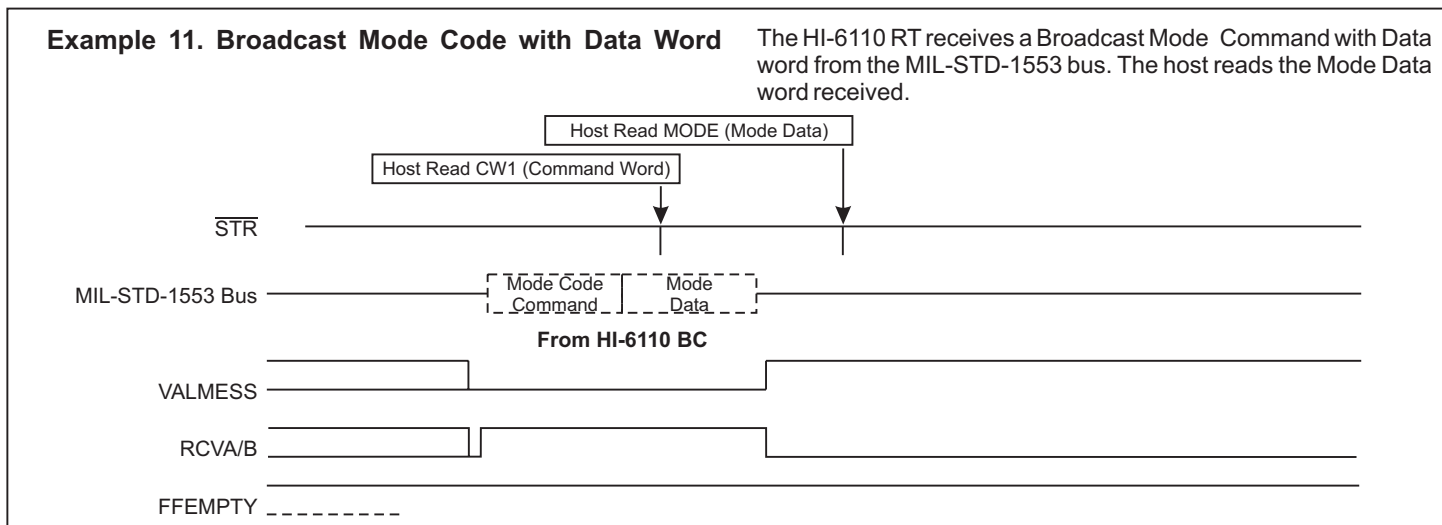 Example 11. Broadcast Mode Code with Data Word
The HI-6110 RT receives a Broadcast Mode Command with Data
word from the MIL-STD-1553 bus. The host reads the Mode Data
word received.
Host Read MODE (Mode Data)
Host Read CW1 (Command Word)
STR
MIL-STD-1553 Bus
Mode Code
Command
Mode
Data
From HI-6110 BC
VALMESS
RCVA/B
FFEMPTY